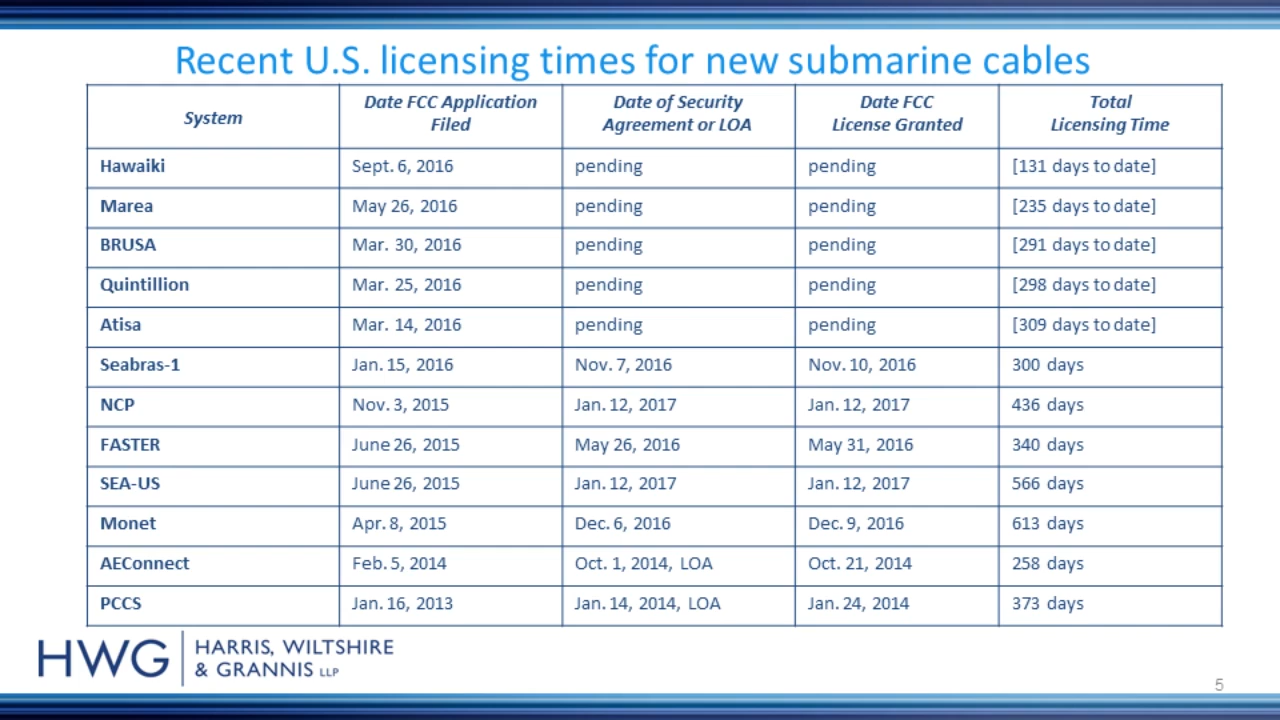 Recent U.S. licensing times for new submarine cables
System Date FCC Application Filed Date of Security Agreement or LOA Date FCC License Granted Total Licensing Time
Hawaiki Sept. 6, 2016 pending pending [131 days to date]
Marea May 26, 2016 pending pending [235 days to date]
BRUSA Mar. 30, 2016 pending pending [291 days to date]
Quintillion Mar. 25, 2016 pending pending [298 days to date]
Atisa Mar. 14, 2016 pending pending [309 days to date]
Seabras-1 Jan. 15, 2016 Nov. 7, 2016 Nov. 10, 2016 300 days
NCP Nov. 3, 2015 Jan. 12, 2017 Jan. 12, 2017 436 days
FASTER June 26, 2015 May 26, 2016 May 31, 2016 340 days
SEA-US June 26, 2015 Jan. 12, 2017 Jan. 12, 2017 566 days
Monet Apr. 8, 2015 Dec. 6, 2016 Dec. 9, 2016 613 days
AEConnect Feb. 5, 2014 Oct. 1, 2014, LOA Oct. 21, 2014 258 days
PCCS Jan. 16, 2013 Jan. 14, 2014, LOA Jan. 24, 2014 373 days
HWG HARRIS, WILTSHIRE
& GRANNIS LLP
5